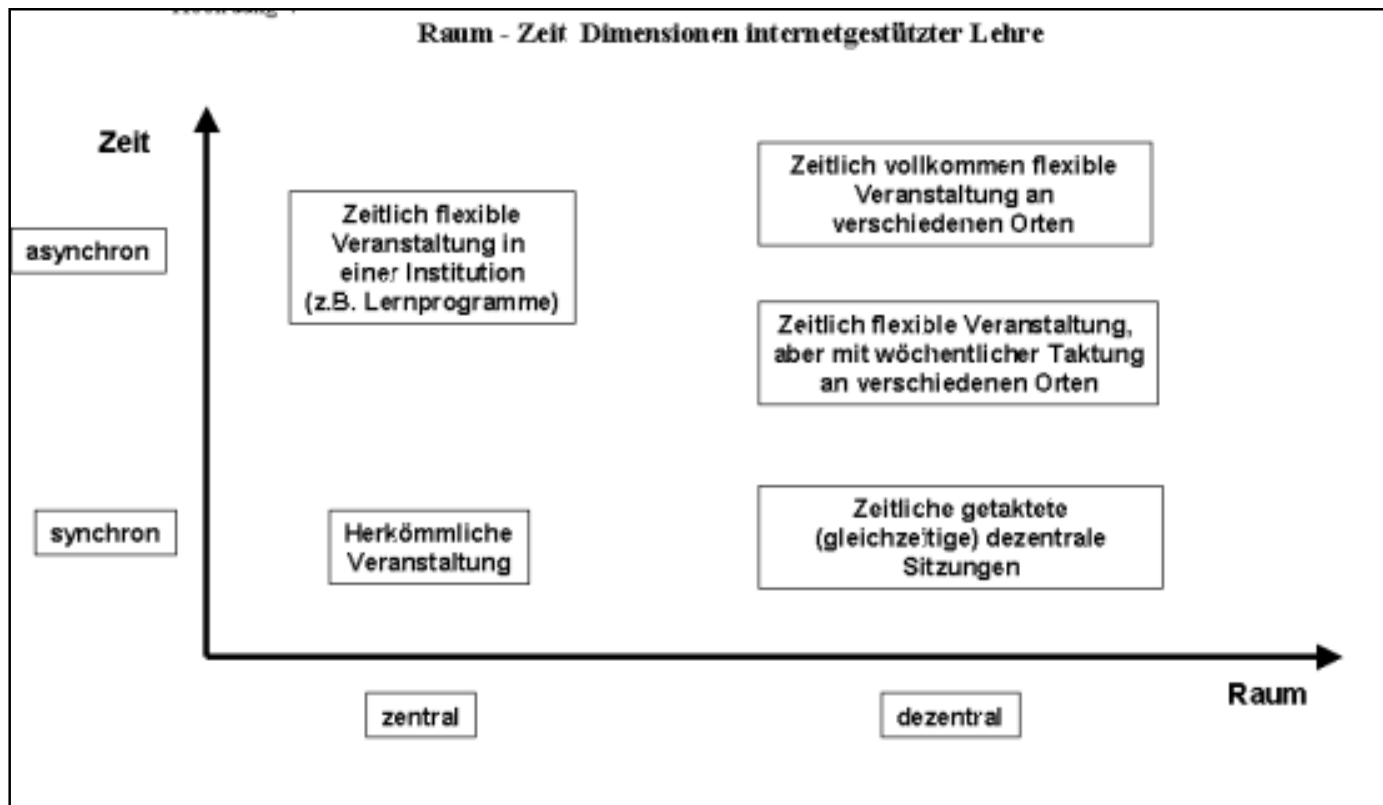 Raum - Zeit Dimensionen internetgestützter Lehre
Zeit
Zeitlich vollkommen flexible
Veranstaltung an
verschiedenen Orten
Zeitlich flexible
Veranstaltung in
einer Institution
(z.B. Lernprogramme)
asynchron
Zeitlich flexible Veranstaltung,
aber mit wöchentlicher Taktung
an verschiedenen Orten
synchron
Herkömmliche
Veranstaltung
Zeitliche getaktete
(gleichzeitige) dezentrale
Sitzungen
Raum
zentral
dezentral